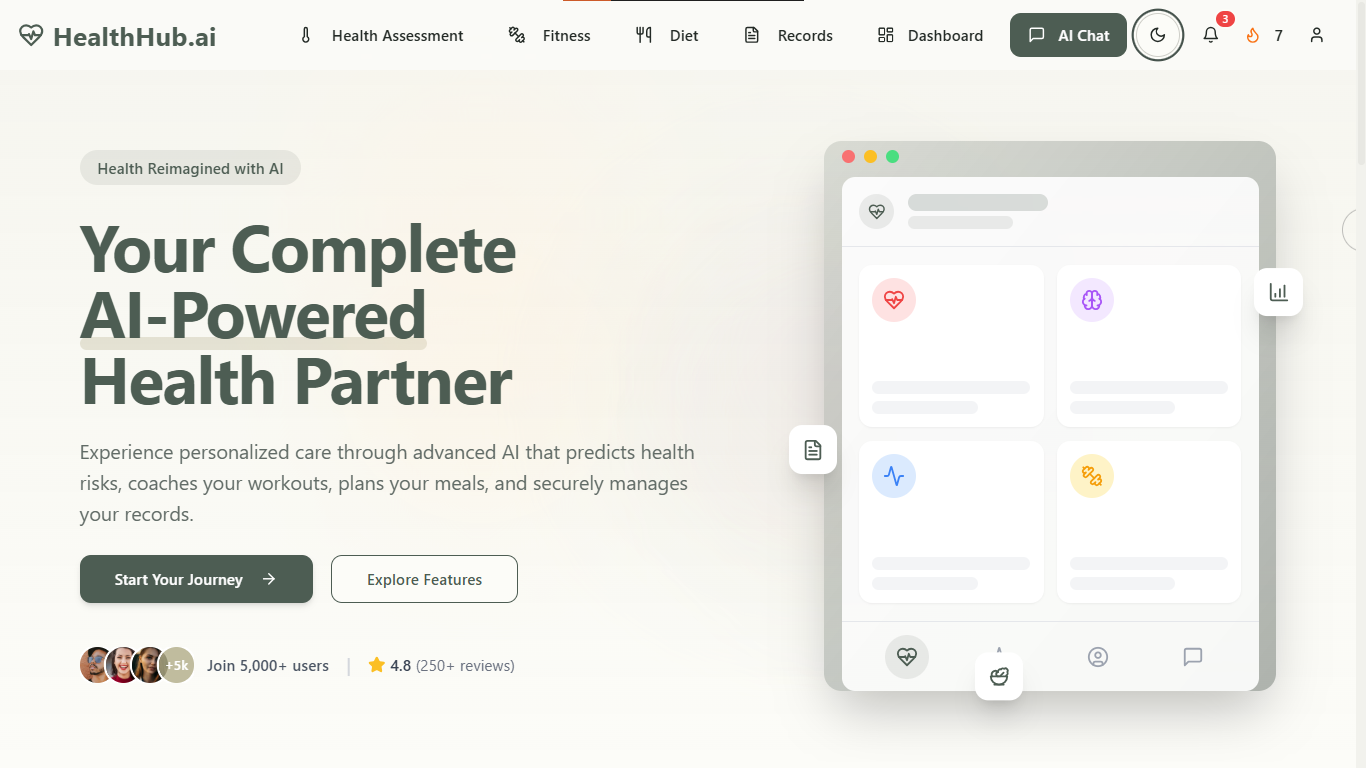 HealthHub.ai
Health Assessment
Fitness
Diet
Records
Dashboard
AI Chat
3
7
Health Reimagined with AI
Your Complete
AI-Powered
Health Partner
Experience personalized care through advanced AI that predicts health
risks, coaches your workouts, plans your meals, and securely manages
your records.
Start Your Journey
Explore Features
+5k
Join 5,000+ users
4.8 (250+ reviews)